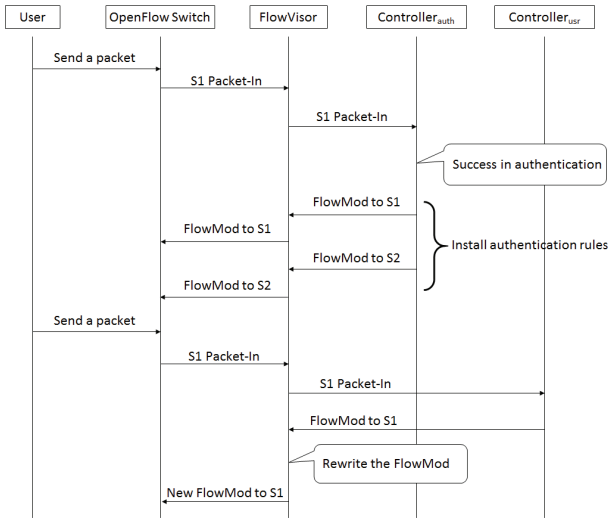 User
OpenFlow Switch
FlowVisor
Controllerauth
Controllerusr
Send a packet
S1 Packet-In
S1 Packet-In
Success in authentication
FlowMod to S1
FlowMod to S1
Install authentication rules
FlowMod to S2
FlowMod to S2
Send a packet
S1 Packet-In
S1 Packet-In
FlowMod to S1
Rewrite the FlowMod
New FlowMod to S1